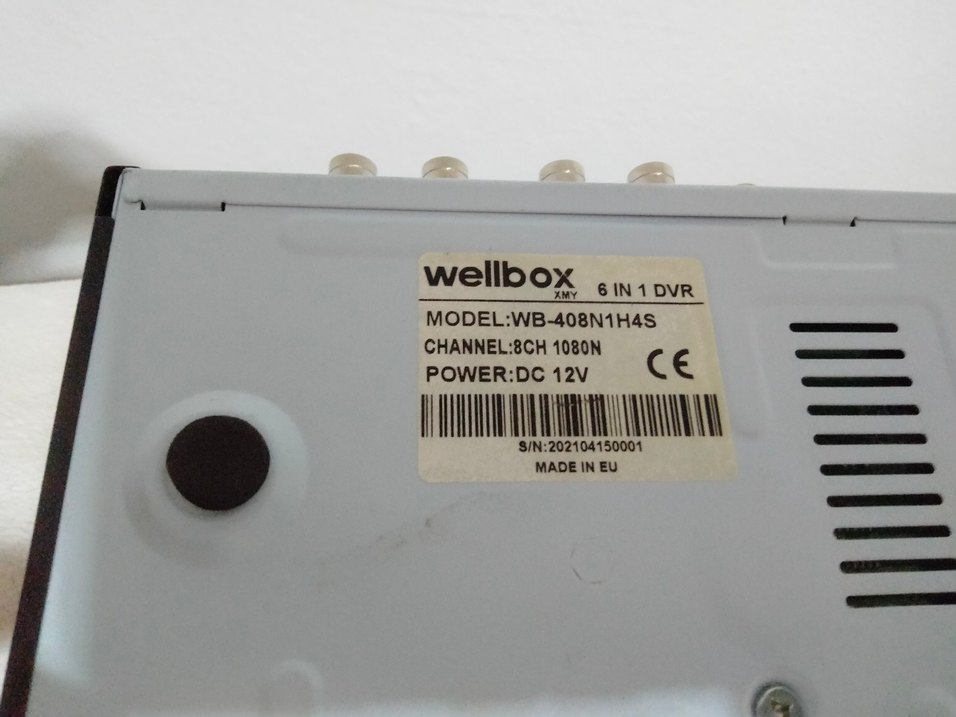 wellbox
XMY 6 IN 1 DVR
MODEL:WB-408N1H4S
CHANNEL:8CH 1080N
POWER:DC 12V
CE
S/N:202104150001
MADE IN EU